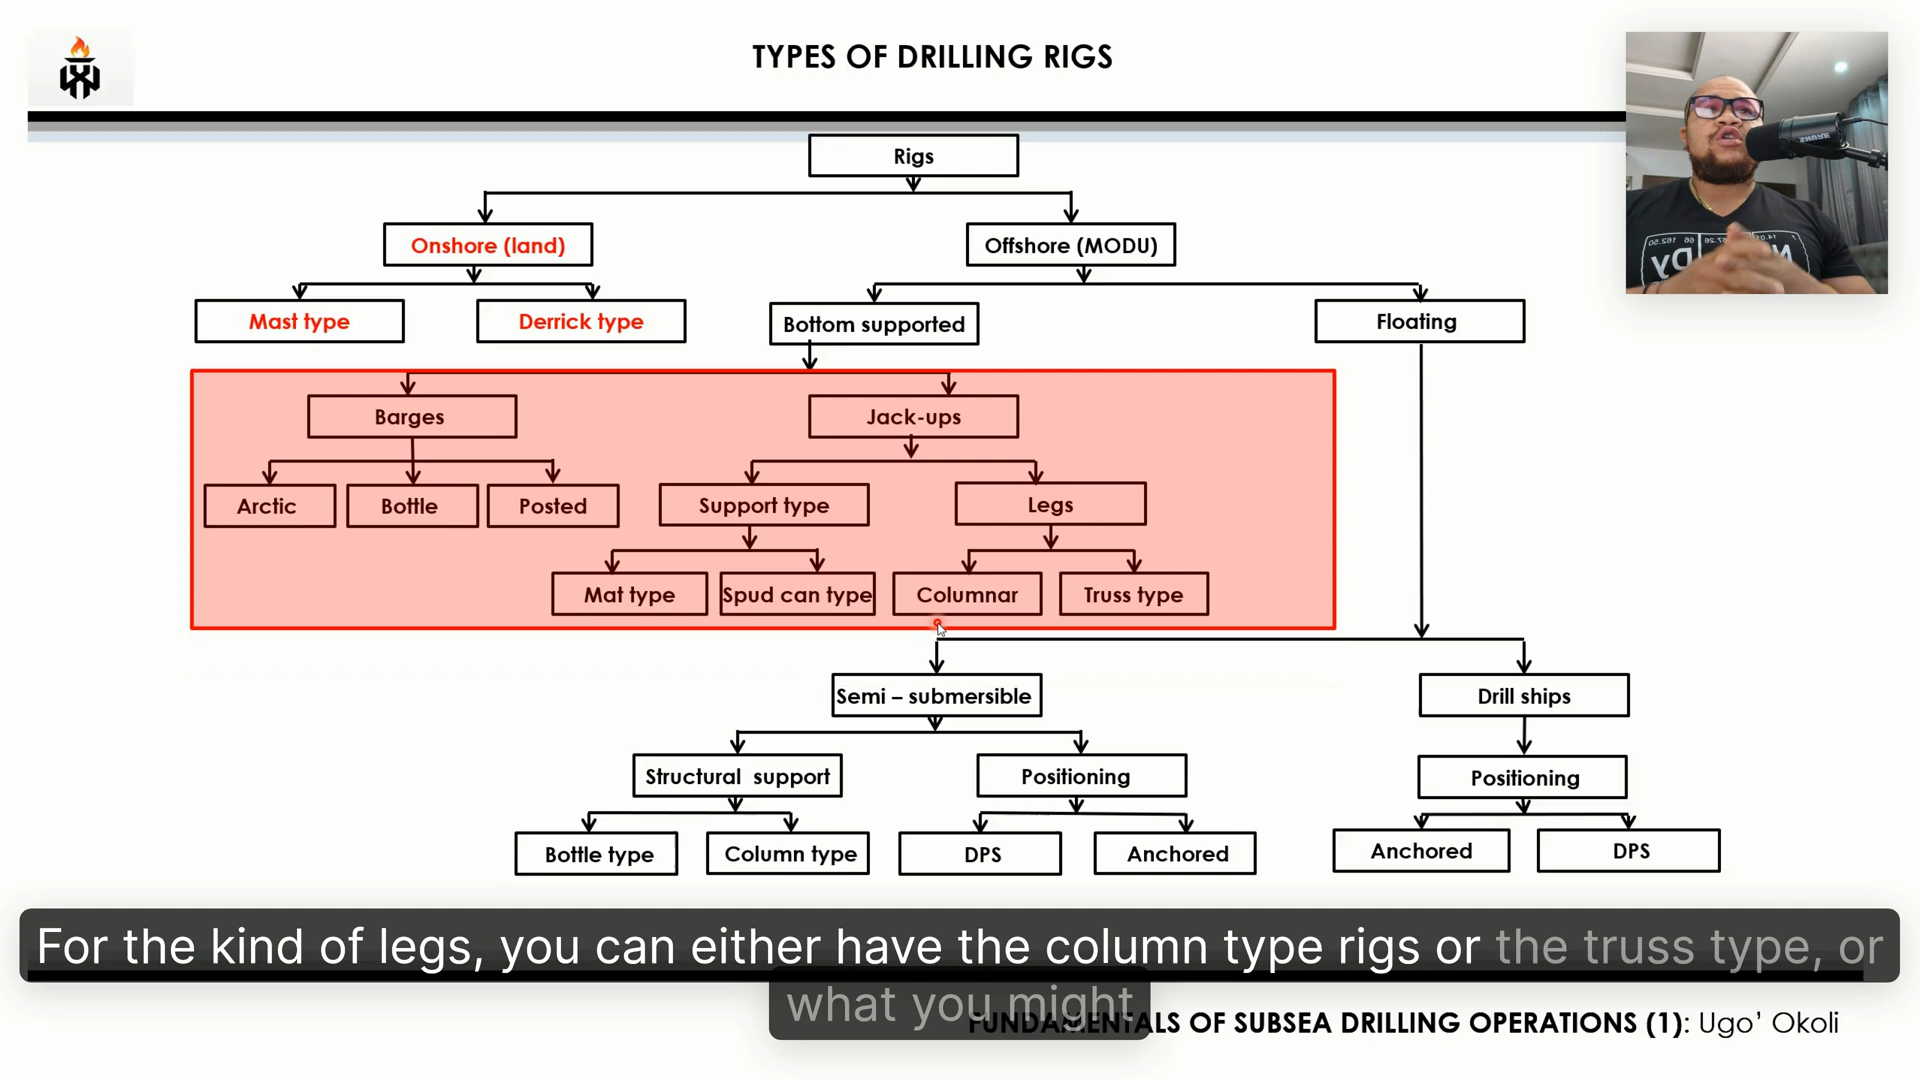 TYPES OF DRILLING RIGS
Rigs
Onshore (land)
Offshore (MODU)
Mast type
Derrick type
Bottom supported
Floating
Barges
Jack-ups
Arctic
Bottle
Posted
Support type
Legs
Mat type
Spud can type
Columnar
Truss type
Semi – submersible
Drill ships
Structural support
Positioning
Positioning
Bottle type
Column type
DPS
Anchored
Anchored
DPS
For the kind of legs, you can either have the column type rigs or the truss type, or
what you might
FUNDAMENTALS OF SUBSEA DRILLING OPERATIONS (1): Ugo’ Okoli
SHURE